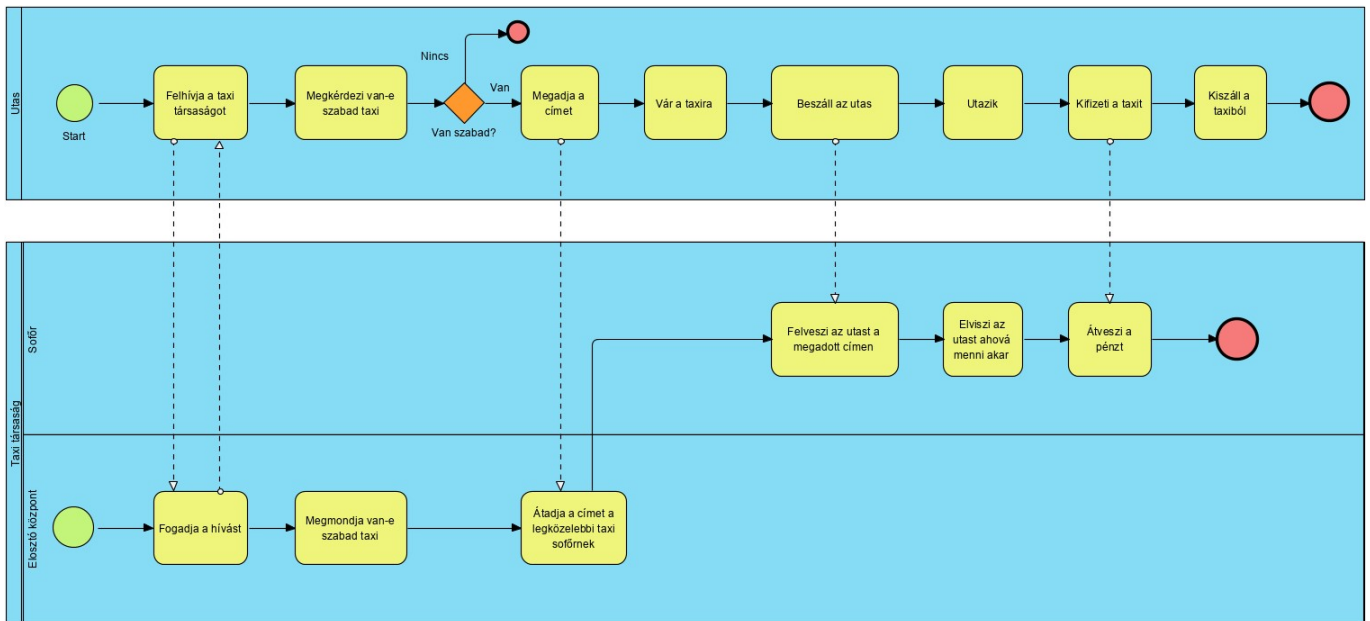 Utas
Start
Felhívja a taxi
társaságot
Megkérdezi van-e
szabad taxi
Van szabad?
Nincs
Van
Megadja a
címet
Vár a taxira
Beszáll az utas
Utazik
Kifizeti a taxit
Kiszáll a
taxiból
Taxi társaság
Sofőr
Felveszi az utast a
megadott címen
Elviszi az
utast ahová
menni akar
Átveszi a
pénzt
Elosztó központ
Fogadja a hívást
Megmondja van-e
szabad taxi
Átadja a címet a
legközelebbi taxi
sofőrnek